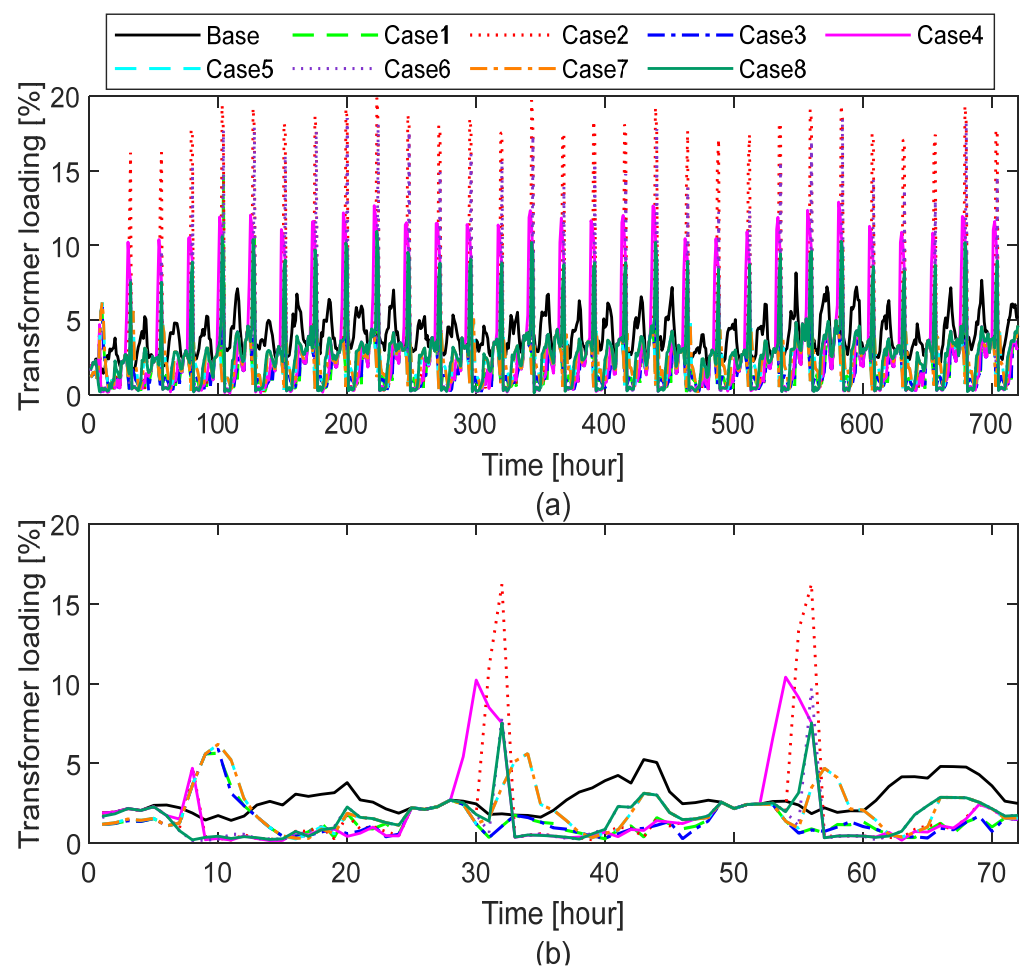 Base Case1 Case2 Case3 Case4
Case5 Case6 Case7 Case8
Transformer loading [%]
20
15
10
5
0
0 100 200 300 400 500 600 700
Time [hour]
(a)
Transformer loading [%]
20
15
10
5
0
0 10 20 30 40 50 60 70
Time [hour]
(b)